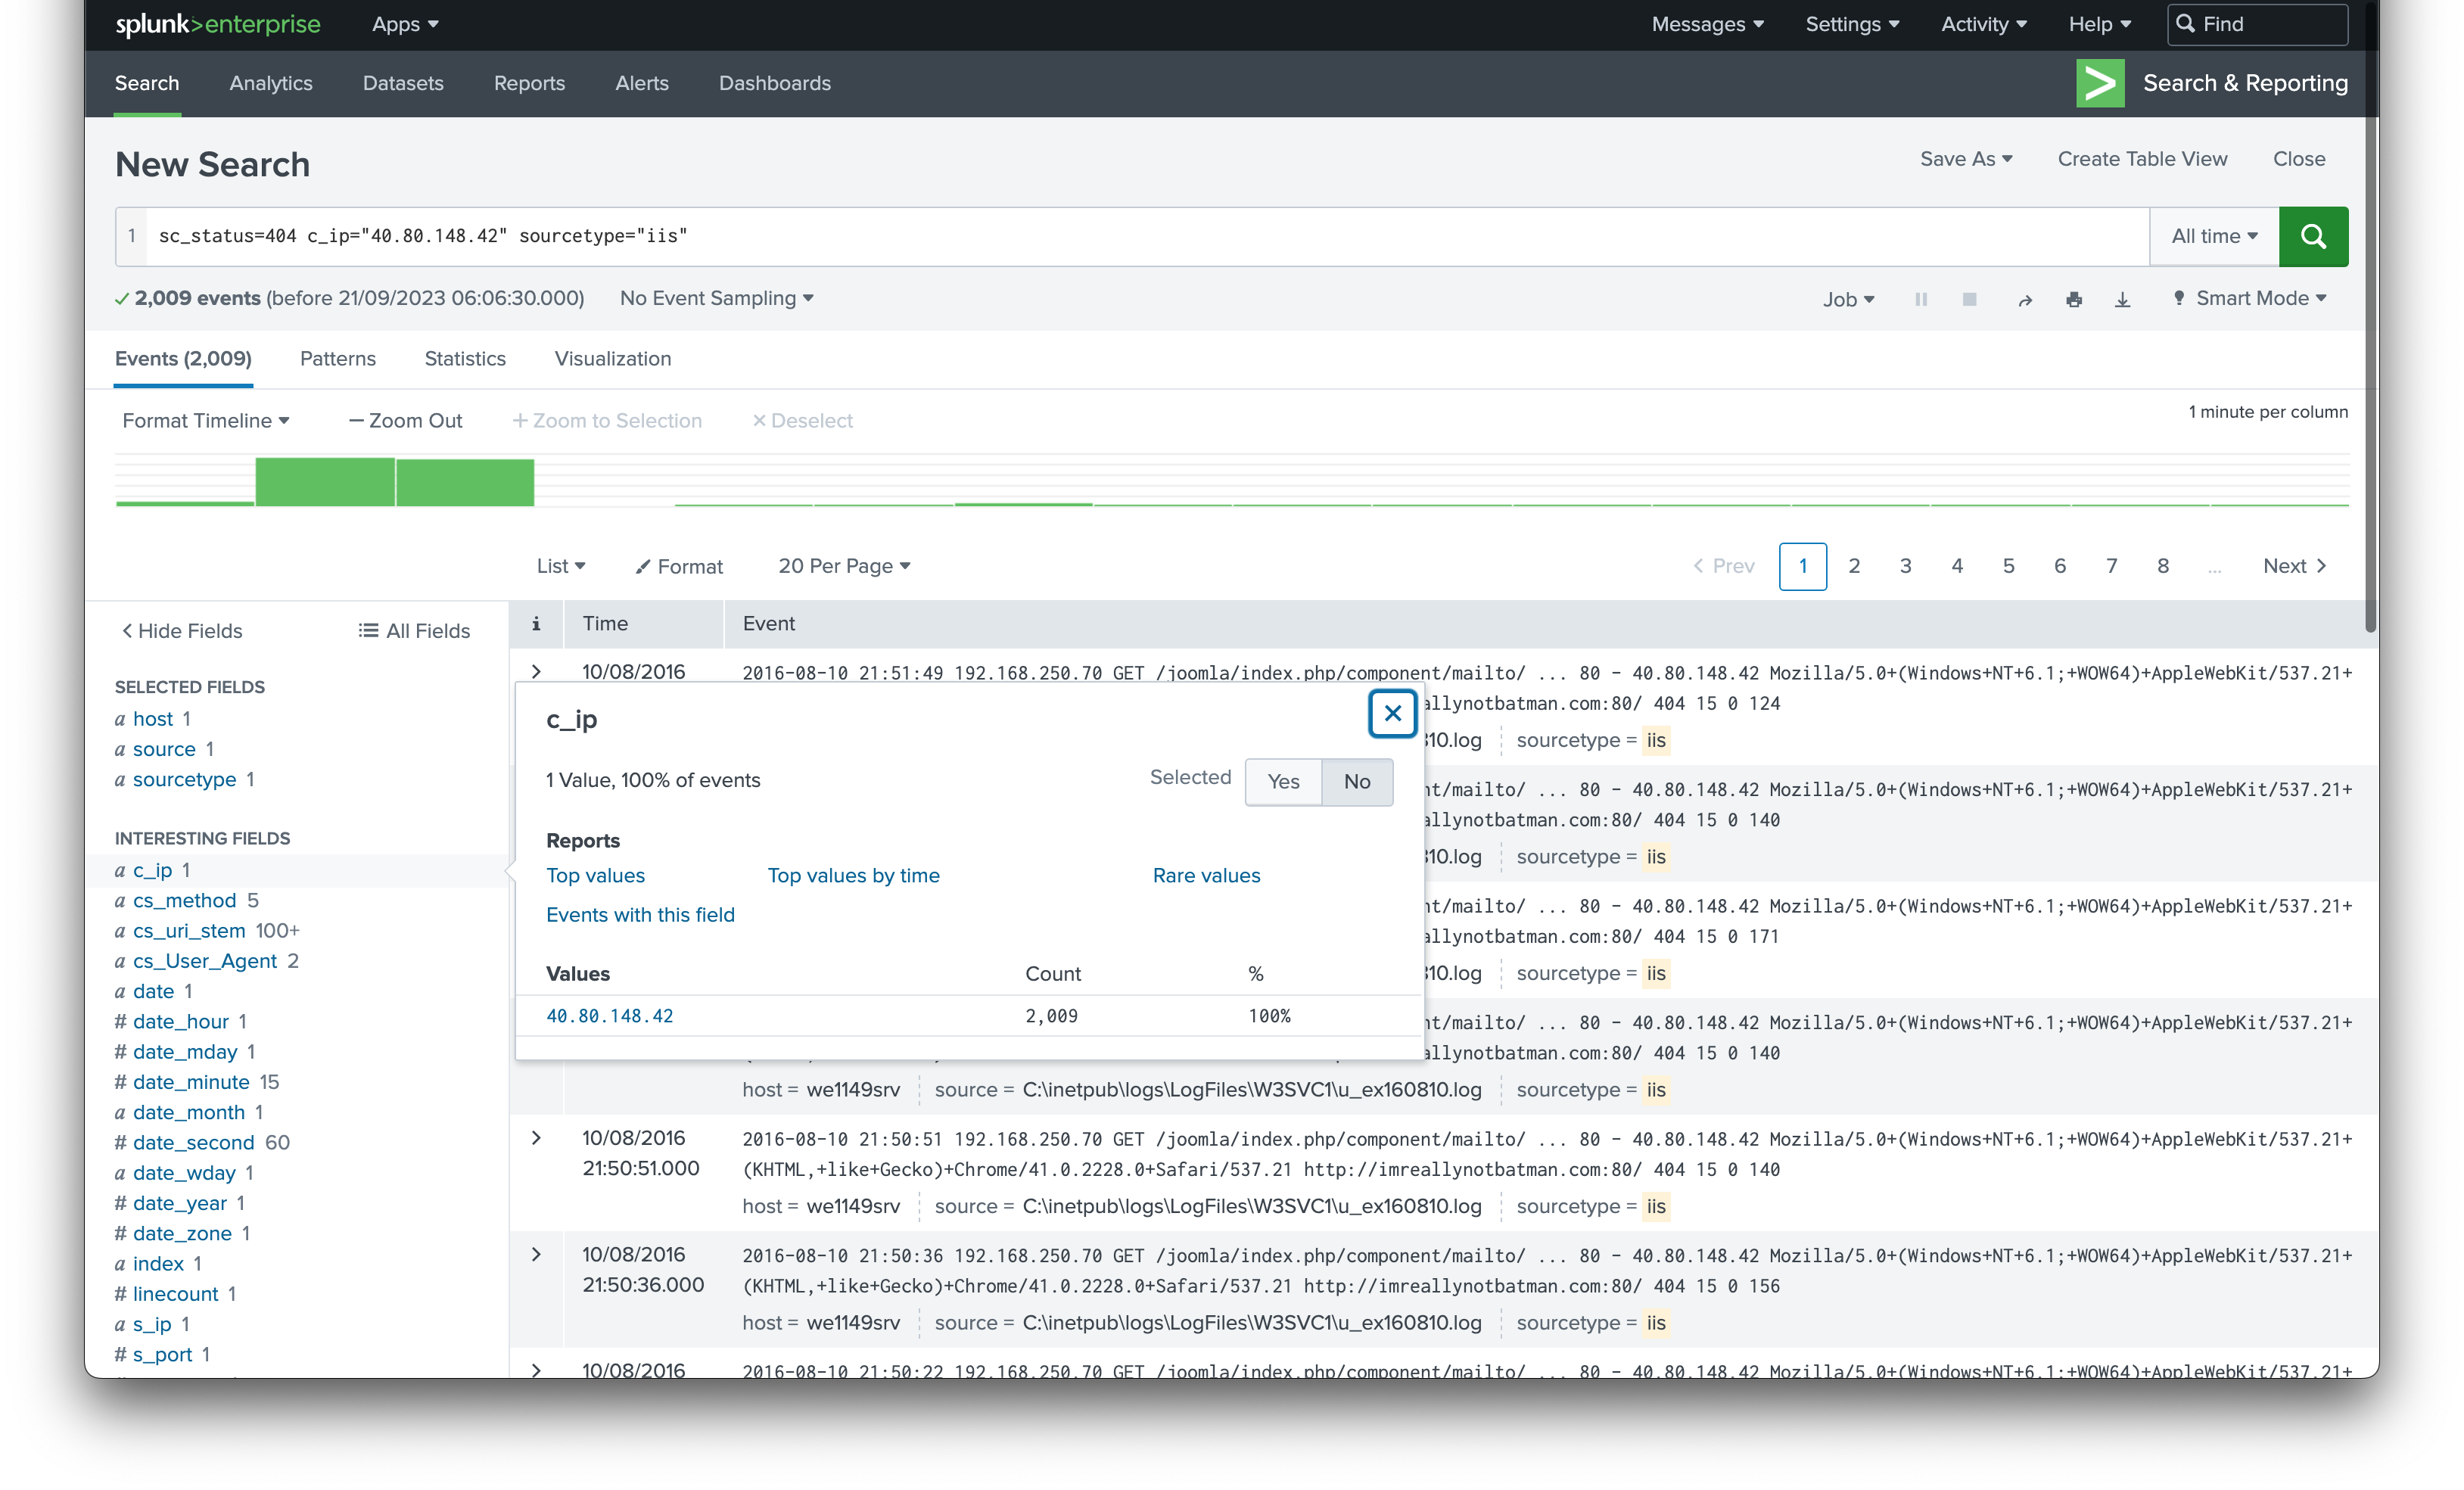 splunk>enterprise Apps Messages Settings Activity Help Find
Search Analytics Datasets Reports Alerts Dashboards Search & Reporting
New Search
Save As Create Table View Close
1 sc_status=404 c_ip="40.80.148.42" sourcetype="iis" All time
2,009 events (before 21/09/2023 06:06:30.000) No Event Sampling Job Smart Mode
Events (2,009) Patterns Statistics Visualization
Format Timeline — Zoom Out + Zoom to Selection × Deselect 1 minute per column
List Format 20 Per Page < Prev 1 2 3 4 5 6 7 8 ... Next >
< Hide Fields All Fields
SELECTED FIELDS
a host 1
a source 1
a sourcetype 1
INTERESTING FIELDS
a c_ip 1
a cs_method 5
a cs_uri_stem 100+
a cs_User_Agent 2
a date 1
# date_hour 1
# date_mday 1
# date_minute 15
a date_month 1
# date_second 60
a date_wday 1
# date_year 1
# date_zone 1
a index 1
# linecount 1
a s_ip 1
# s_port 1
i Time Event
> 10/08/2016 2016-08-10 21:51:49 192.168.250.70 GET /joomla/index.php/component/mailto/ ... 80 - 40.80.148.42 Mozilla/5.0+(Windows+NT+6.1;+WOW64)+AppleWebKit/537.21+
allynotbatman.com:80/ 404 15 0 124
10.log sourcetype = iis
nt/mailto/ ... 80 - 40.80.148.42 Mozilla/5.0+(Windows+NT+6.1;+WOW64)+AppleWebKit/537.21+
allynotbatman.com:80/ 404 15 0 140
10.log sourcetype = iis
nt/mailto/ ... 80 - 40.80.148.42 Mozilla/5.0+(Windows+NT+6.1;+WOW64)+AppleWebKit/537.21+
allynotbatman.com:80/ 404 15 0 171
10.log sourcetype = iis
nt/mailto/ ... 80 - 40.80.148.42 Mozilla/5.0+(Windows+NT+6.1;+WOW64)+AppleWebKit/537.21+
allynotbatman.com:80/ 404 15 0 140
c_ip
1 Value, 100% of events Selected Yes No
Reports
Top values Top values by time Rare values
Events with this field
Values Count %
40.80.148.42 2,009 100%
host = we1149srv source = C:\inetpub\logs\LogFiles\W3SVC1\u_ex160810.log sourcetype = iis
> 10/08/2016 2016-08-10 21:50:51 192.168.250.70 GET /joomla/index.php/component/mailto/ ... 80 - 40.80.148.42 Mozilla/5.0+(Windows+NT+6.1;+WOW64)+AppleWebKit/537.21+
21:50:51.000 (KHTML,+like+Gecko)+Chrome/41.0.2228.0+Safari/537.21 http://imreallynotbatman.com:80/ 404 15 0 140
host = we1149srv source = C:\inetpub\logs\LogFiles\W3SVC1\u_ex160810.log sourcetype = iis
> 10/08/2016 2016-08-10 21:50:36 192.168.250.70 GET /joomla/index.php/component/mailto/ ... 80 - 40.80.148.42 Mozilla/5.0+(Windows+NT+6.1;+WOW64)+AppleWebKit/537.21+
21:50:36.000 (KHTML,+like+Gecko)+Chrome/41.0.2228.0+Safari/537.21 http://imreallynotbatman.com:80/ 404 15 0 156
host = we1149srv source = C:\inetpub\logs\LogFiles\W3SVC1\u_ex160810.log sourcetype = iis
> 10/08/2016 2016-08-10 21:50:22 192.168.250.70 GET /joomla/index.php/component/mailto/ ... 80 - 40.80.148.42 Mozilla/5.0+(Windows+NT+6.1;+WOW64)+AppleWebKit/537.21+